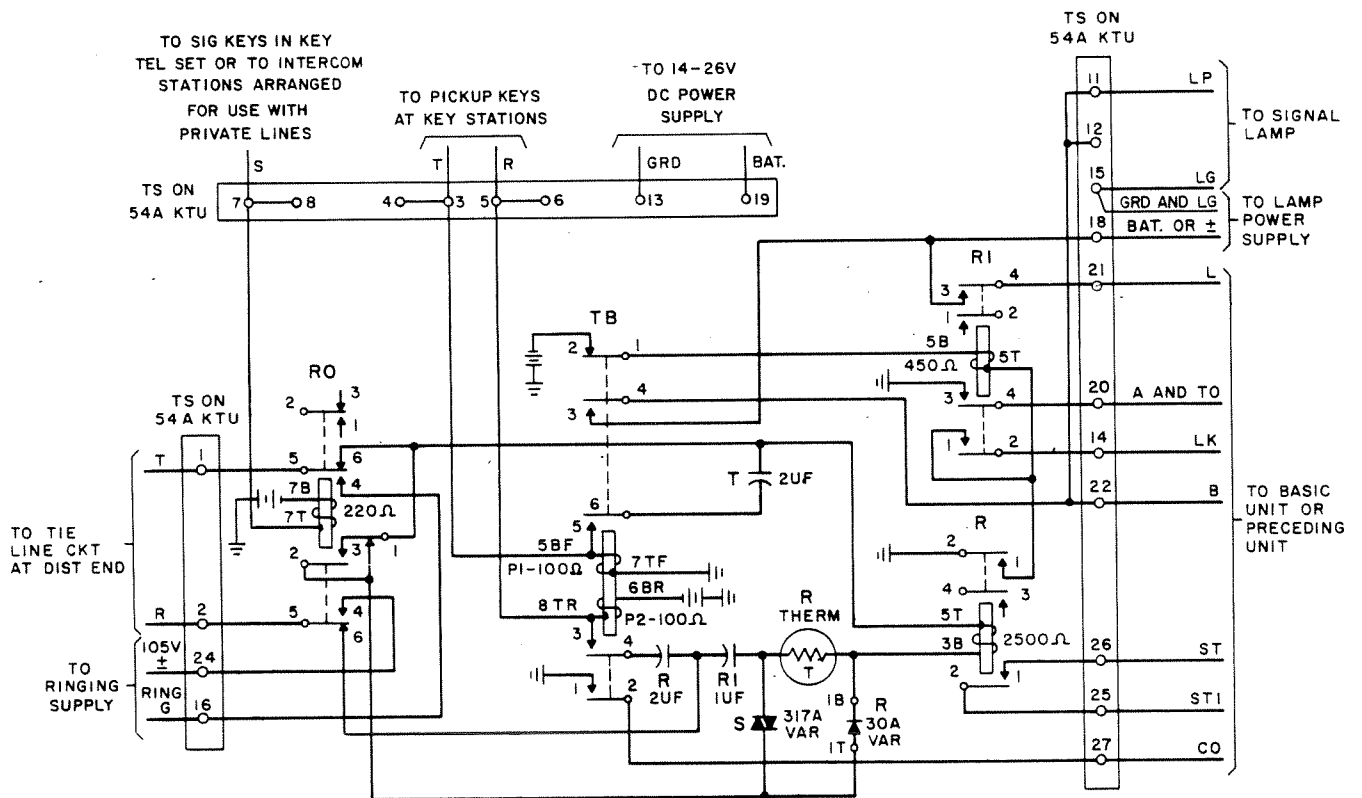 TO SIG KEYS IN KEY
TEL SET OR TO INTERCOM
STATIONS ARRANGED
FOR USE WITH
PRIVATE LINES
TO PICKUP KEYS
AT KEY STATIONS
TO 14-26V
DC POWER
SUPPLY
S
T
R
GRD
BAT.
TS ON
54A KTU
7
8
4
3
5
6
13
19
TS ON
54A KTU
11
LP
12
15
LG
GRD AND LG
18
BAT. OR ±
21
L
20
A AND TO
14
LK
22
B
26
ST
25
ST1
27
CO
TO SIGNAL
LAMP
TO LAMP
POWER
SUPPLY
TO BASIC
UNIT OR
PRECEDING
UNIT
TS ON
54A KTU
T
1
R
2
105V
±
24
RING
G
16
TO TIE
LINE CKT
AT DIST END
TO
RINGING
SUPPLY
RO
2
3
1
5
6
4
7B
7T
220Ω
2
3
1
5
4
6
TB
2
1
4
3
6
5
5BF
P1-100Ω
7TF
6BR
8TR
P2-100Ω
3
4
1
2
T
2UF
R
2UF
R1
1UF
R
THERM
T
S
317A
VAR
1B
R
30A
VAR
1T
R1
4
3
1
2
5B
5T
450Ω
3
4
1
2
R
2
1
4
3
5T
3B
2500Ω
2
1